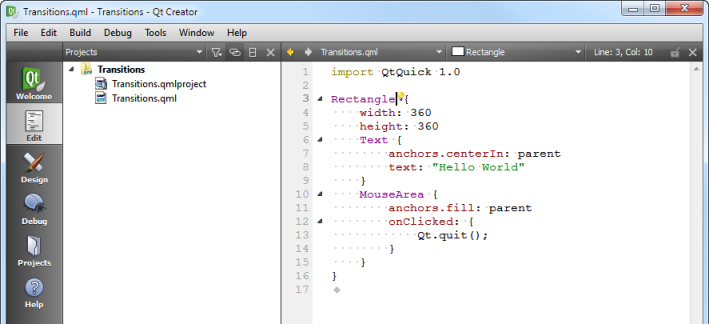 Transitions.qml - Transitions - Qt Creator
File Edit Build Debug Tools Window Help
Projects
Transitions.qml
Rectangle
Line: 3, Col: 10
Qt
Welcome
Edit
Design
Debug
Projects
Help
Transitions
Transitions.qmlproject
Transitions.qml
1 import QtQuick 1.0
2
3 Rectangle {
4 width: 360
5 height: 360
6 Text {
7 anchors.centerIn: parent
8 text: "Hello World"
9 }
10 MouseArea {
11 anchors.fill: parent
12 onClicked: {
13 Qt.quit();
14 }
15 }
16 }
17